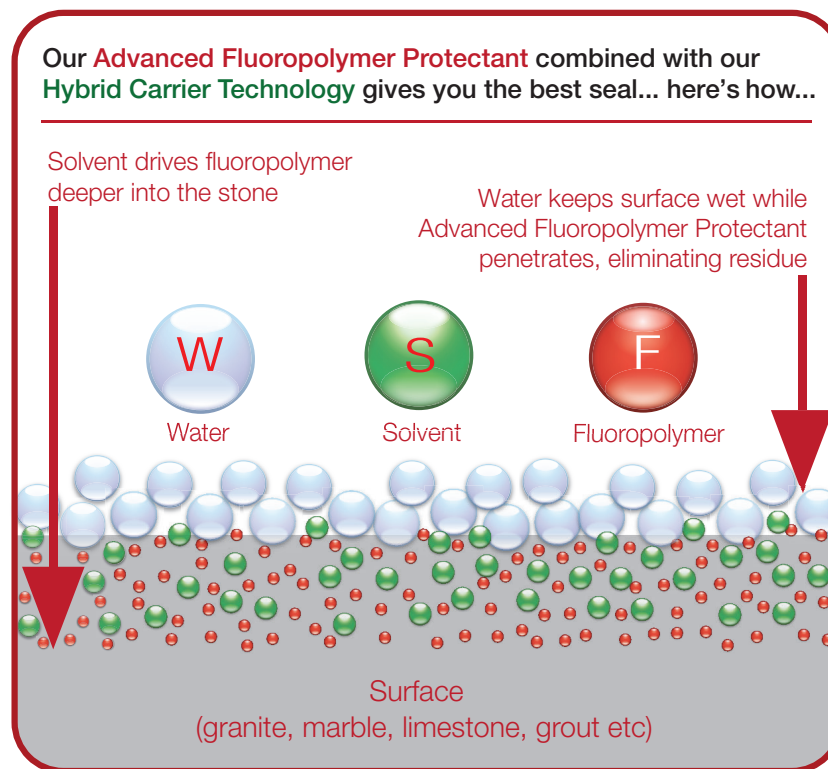 Our Advanced Fluoropolymer Protectant combined with our
Hybrid Carrier Technology gives you the best seal... here's how...
Solvent drives fluoropolymer
deeper into the stone
Water keeps surface wet while
Advanced Fluoropolymer Protectant
penetrates, eliminating residue
W
S
F
Water
Solvent
Fluoropolymer
Surface
(granite, marble, limestone, grout etc)